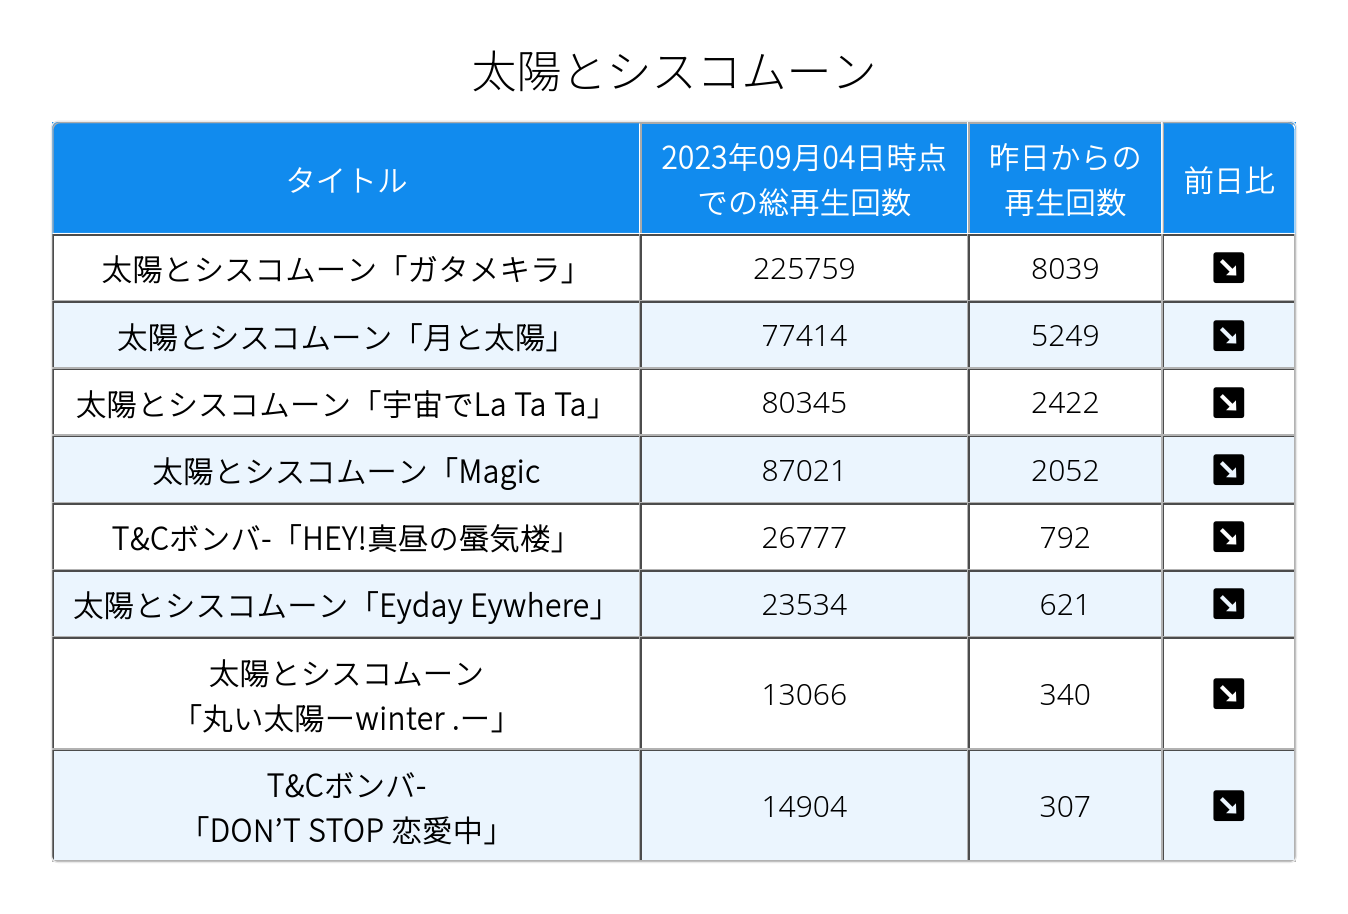 太陽とシスコムーン
タイトル
2023年09月04日時点
での総再生回数
昨日からの
再生回数
前日比
太陽とシスコムーン「ガタメキラ」
225759
8039
太陽とシスコムーン「月と太陽」
77414
5249
太陽とシスコムーン「宇宙でLa Ta Ta」
80345
2422
太陽とシスコムーン「Magic
87021
2052
T&Cボンバ-「HEY!真昼の蜃気楼」
26777
792
太陽とシスコムーン「Eyday Eywhere」
23534
621
太陽とシスコムーン
「丸い太陽ーwinter .ー」
13066
340
T&Cボンバ-
「DON’T STOP 恋愛中」
14904
307